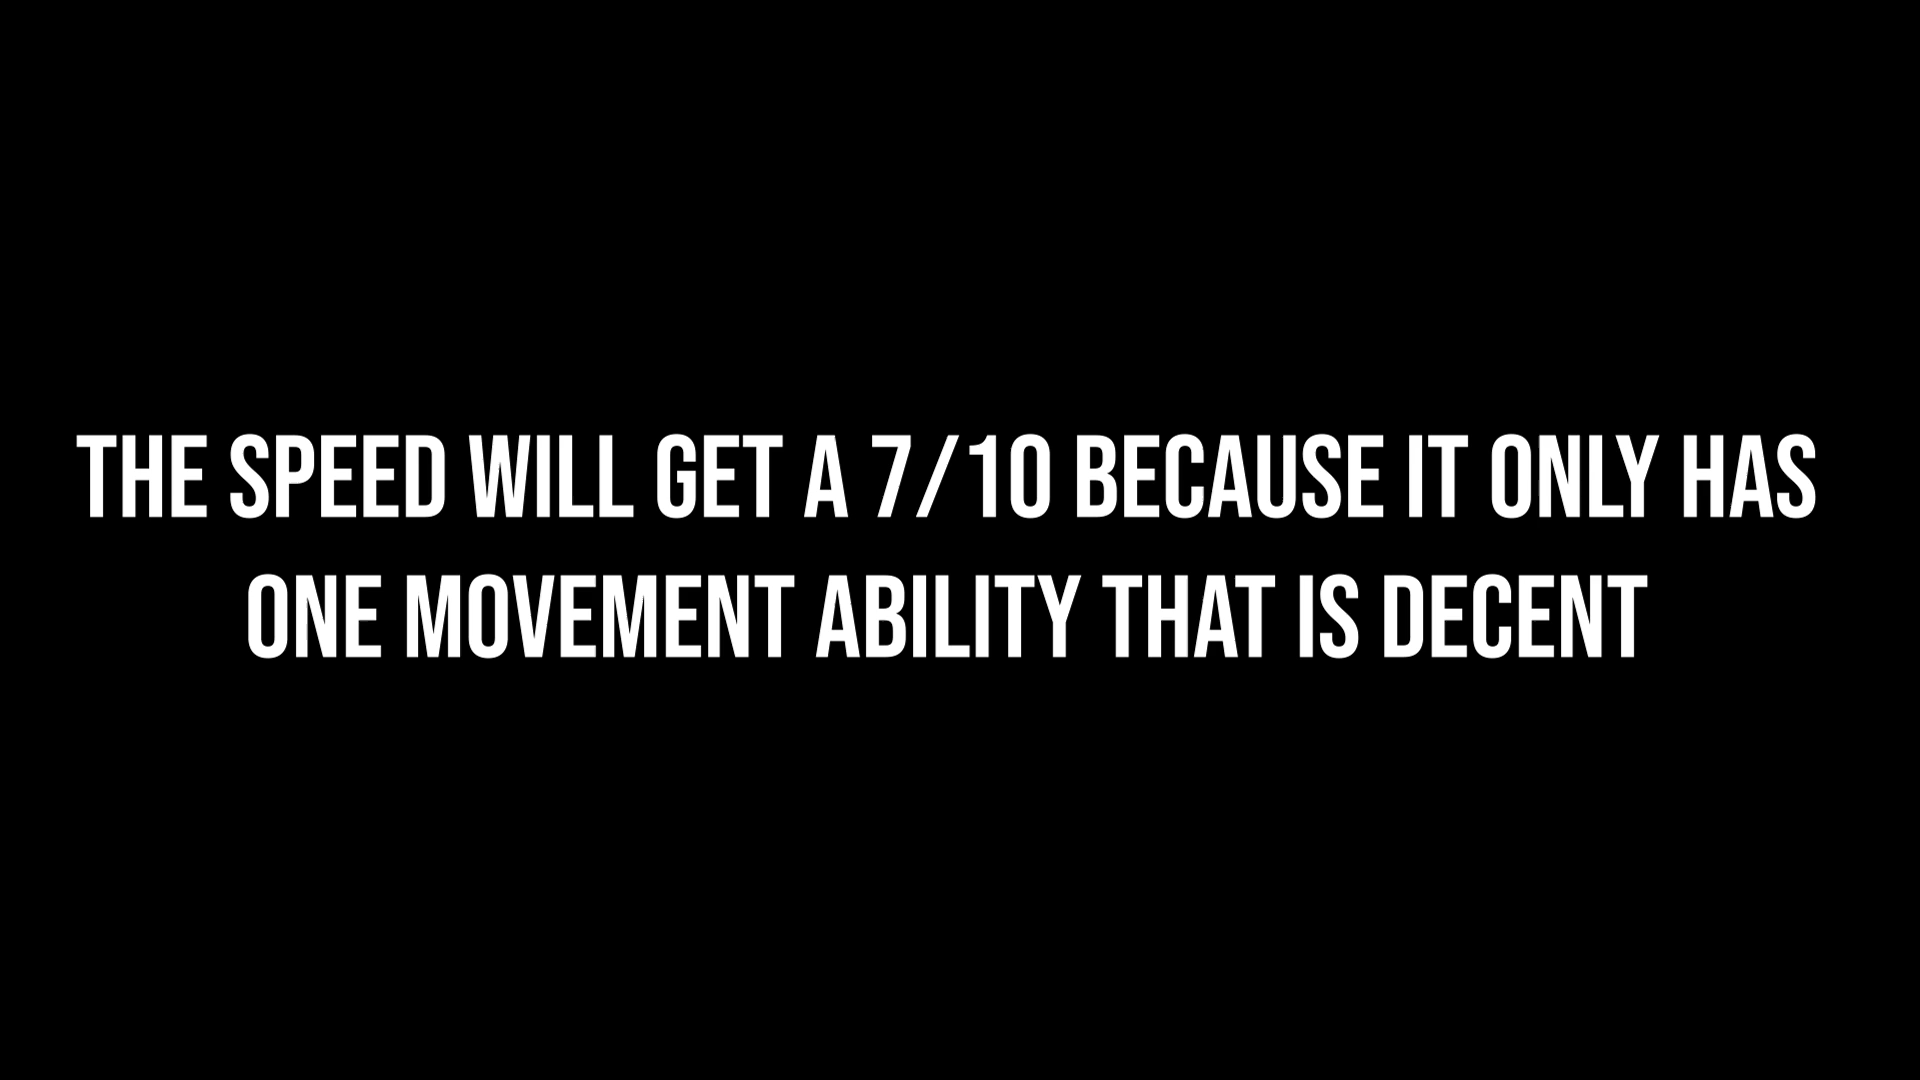 THE SPEED WILL GET A 7/10 BECAUSE IT ONLY HAS
ONE MOVEMENT ABILITY THAT IS DECENT